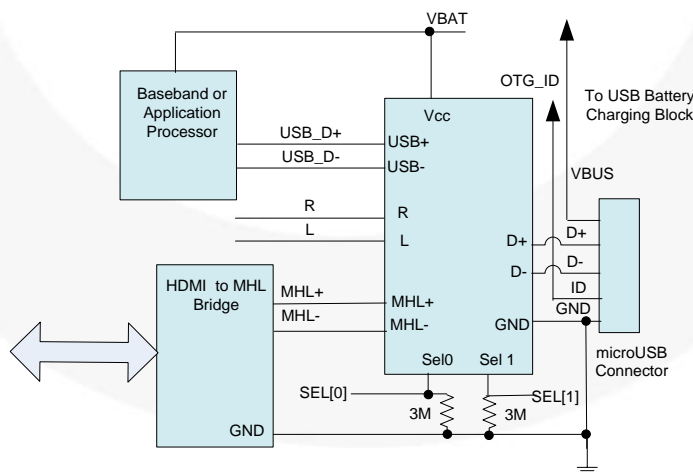 VBAT
OTG_ID
To USB Battery
Charging Block
Baseband or
Application
Processor
Vcc
USB_D+
USB_D-
USB+
USB-
VBUS
R
L
R
L
D+
D-
D+
D-
ID
GND
HDMI to MHL
Bridge
MHL+
MHL-
MHL+
MHL-
GND
microUSB
Connector
Sel0
Sel 1
SEL[0]
SEL[1]
3M
3M
GND